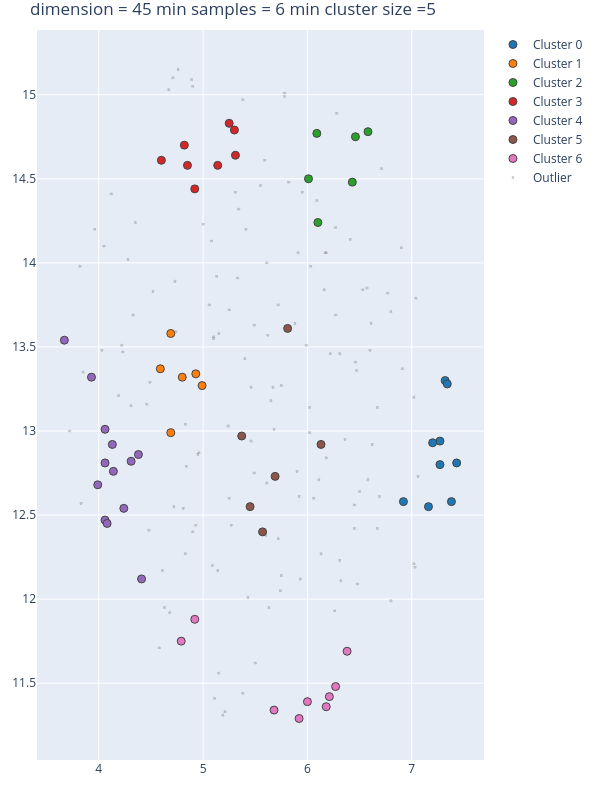 dimension = 45 min samples = 6 min cluster size =5
Cluster 0
Cluster 1
Cluster 2
Cluster 3
Cluster 4
Cluster 5
Cluster 6
Outlier
15
14.5
14
13.5
13
12.5
12
11.5
4 5 6 7